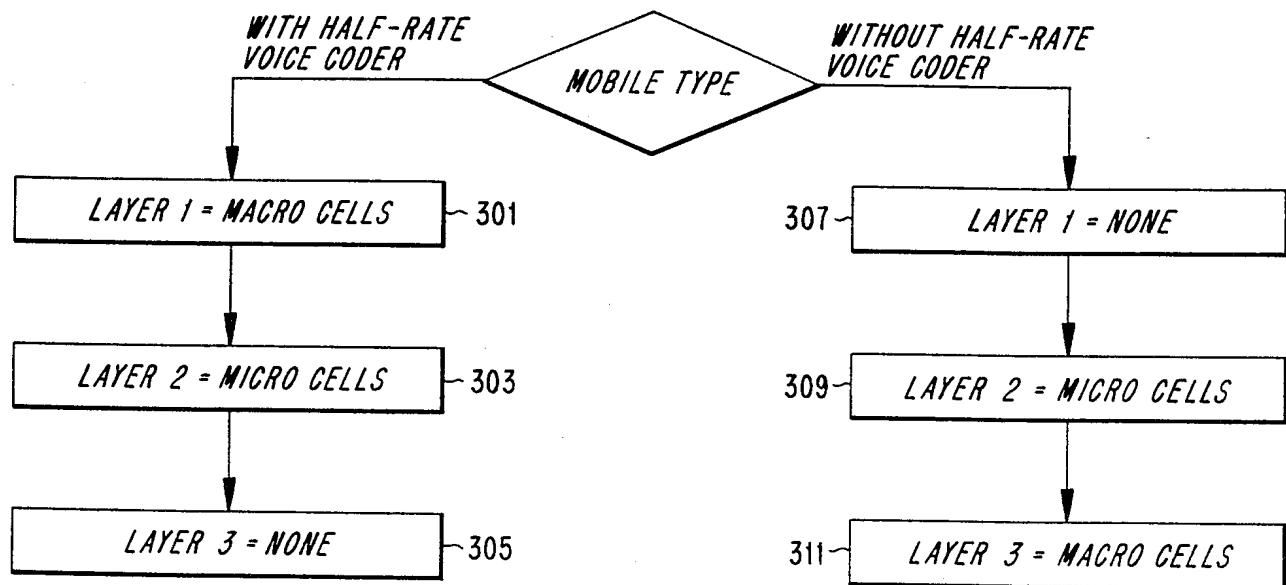 WITH HALF-RATE
VOICE CODER
MOBILE TYPE
WITHOUT HALF-RATE
VOICE CODER
LAYER 1 = MACRO CELLS
301
307
LAYER 1 = NONE
LAYER 2 = MICRO CELLS
303
309
LAYER 2 = MICRO CELLS
LAYER 3 = NONE
305
311
LAYER 3 = MACRO CELLS